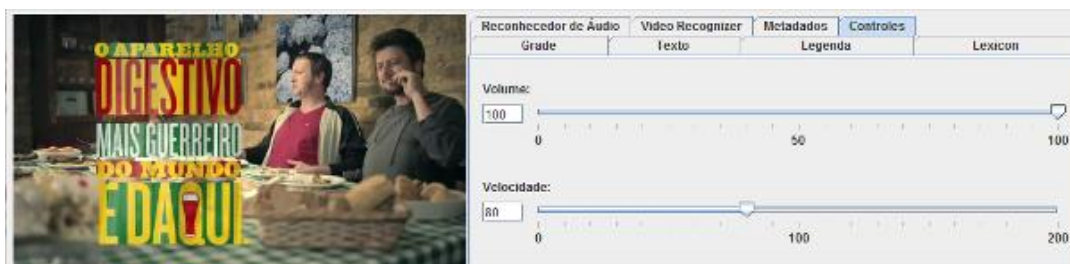 O APARELHO
DIGESTIVO
MAIS GUERREIRO
DO MUNDO
É DAQUI
Reconhecedor de Áudio Video Recognizer Metadados Controles
Grade Texto Legenda Lexicon
Volume:
100
0 50 100
Velocidade:
80
0 100 200